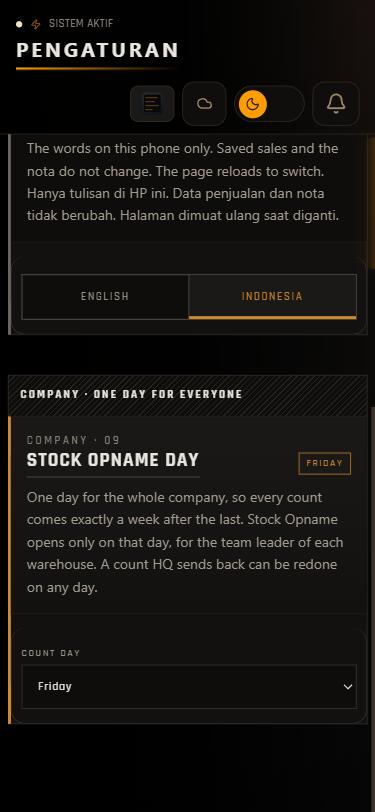 SISTEM AKTIF
PENGATURAN
The words on this phone only. Saved sales and the
nota do not change. The page reloads to switch.
Hanya tulisan di HP ini. Data penjualan dan nota
tidak berubah. Halaman dimuat ulang saat diganti.
ENGLISH
INDONESIA
COMPANY · ONE DAY FOR EVERYONE
COMPANY · 09
STOCK OPNAME DAY
FRIDAY
One day for the whole company, so every count
comes exactly a week after the last. Stock Opname
opens only on that day, for the team leader of each
warehouse. A count HQ sends back can be redone
on any day.
COUNT DAY
Friday